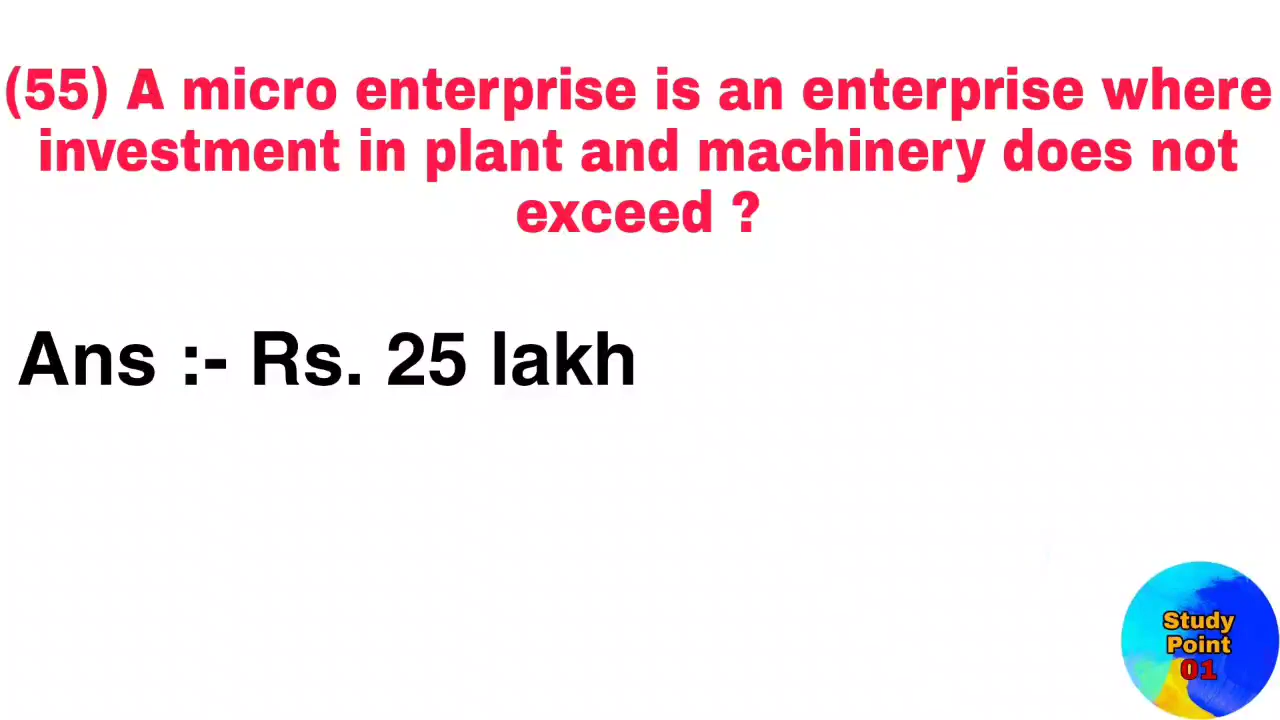 (55) A micro enterprise is an enterprise where
investment in plant and machinery does not
exceed ?
Ans :- Rs. 25 lakh
Study
Point
01